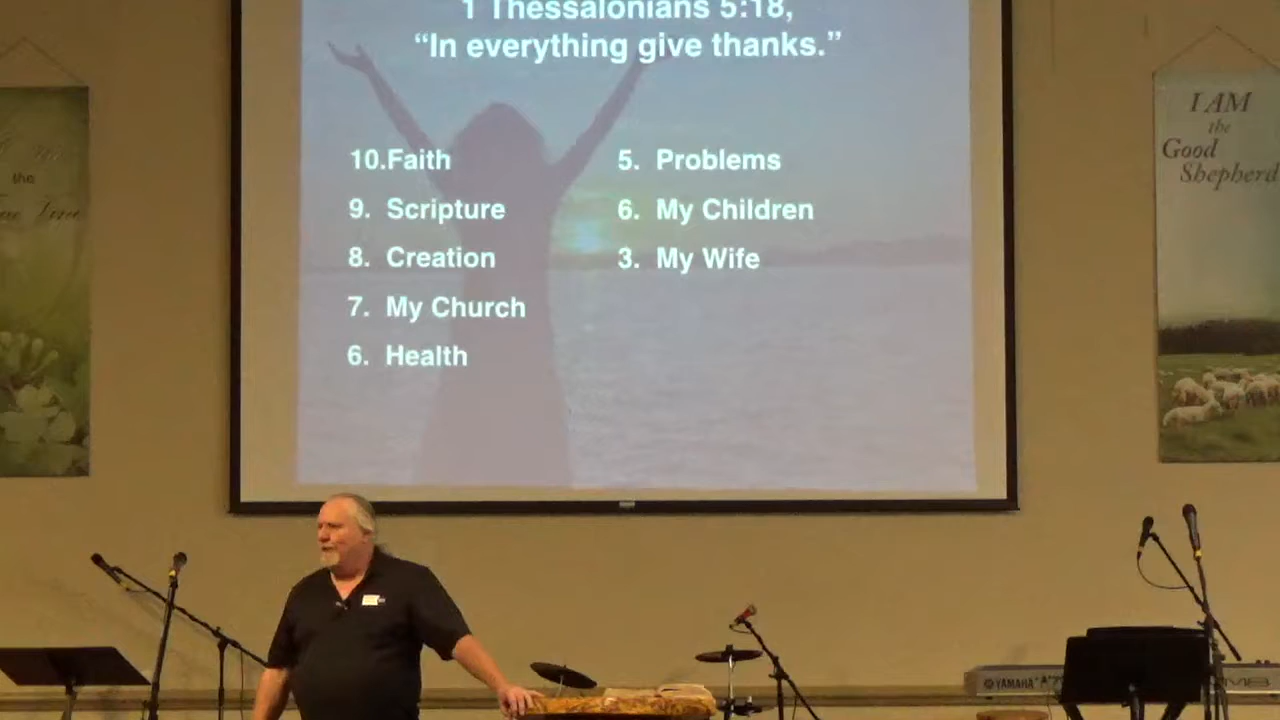 1 Thessalonians 5:18,
“In everything give thanks.”
10.Faith
9. Scripture
8. Creation
7. My Church
6. Health
5. Problems
6. My Children
3. My Wife
the
I AM
the
Good
Shepherd
YAMAHA